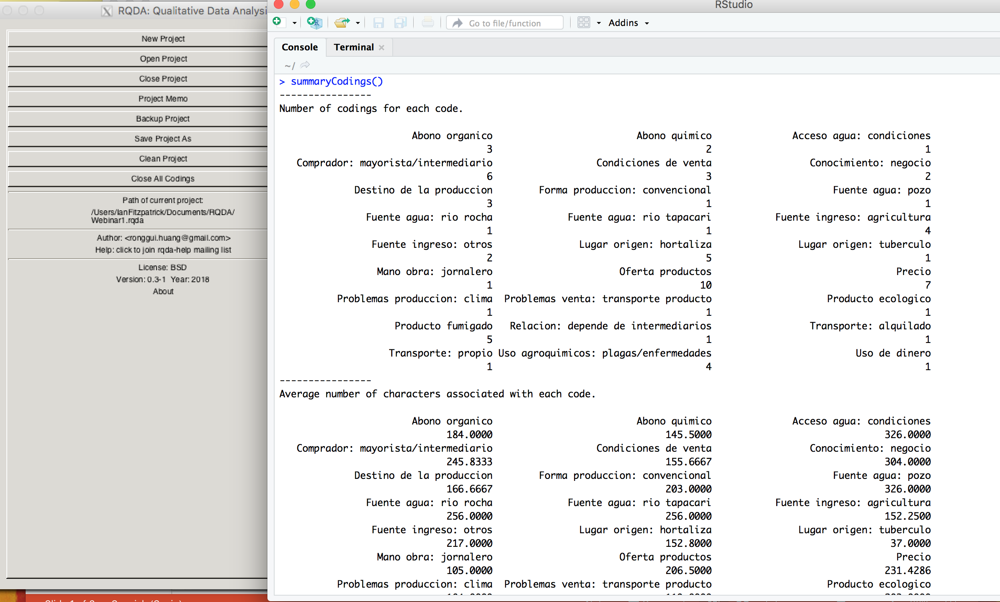 RQDA: Qualitative Data Analysi
New Project
Open Project
Close Project
Project Memo
Backup Project
Save Project As
Clean Project
Close All Codings
Path of current project:
/Users/IanFitzpatrick/Documents/RQDA/
Webinar1.rqda
Author: <ronggui.huang@gmail.com>
Help: click to join rqda-help mailing list
License: BSD
Version: 0.3-1 Year: 2018
About
RStudio
Go to file/function
Addins
Console Terminal
~/
> summaryCodings()
----------------
Number of codings for each code.
Abono organico Abono quimico Acceso agua: condiciones
3 2 1
Comprador: mayorista/intermediario Condiciones de venta Conocimiento: negocio
6 3 2
Destino de la produccion Forma produccion: convencional Fuente agua: pozo
3 1 1
Fuente agua: rio rocha Fuente agua: rio tapacari Fuente ingreso: agricultura
1 1 4
Fuente ingreso: otros Lugar origen: hortaliza Lugar origen: tuberculo
2 5 1
Mano obra: jornalero Oferta productos Precio
1 10 7
Problemas produccion: clima Problemas venta: transporte producto Producto ecologico
1 1 1
Producto fumigado Relacion: depende de intermediarios Transporte: alquilado
5 1 1
Transporte: propio Uso agroquimicos: plagas/enfermedades Uso de dinero
1 4 1
----------------
Average number of characters associated with each code.
Abono organico Abono quimico Acceso agua: condiciones
184.0000 145.5000 326.0000
Comprador: mayorista/intermediario Condiciones de venta Conocimiento: negocio
245.8333 155.6667 304.0000
Destino de la produccion Forma produccion: convencional Fuente agua: pozo
166.6667 203.0000 326.0000
Fuente agua: rio rocha Fuente agua: rio tapacari Fuente ingreso: agricultura
256.0000 256.0000 152.2500
Fuente ingreso: otros Lugar origen: hortaliza Lugar origen: tuberculo
217.0000 152.8000 37.0000
Mano obra: jornalero Oferta productos Precio
105.0000 206.5000 231.4286
Problemas produccion: clima Problemas venta: transporte producto Producto ecologico